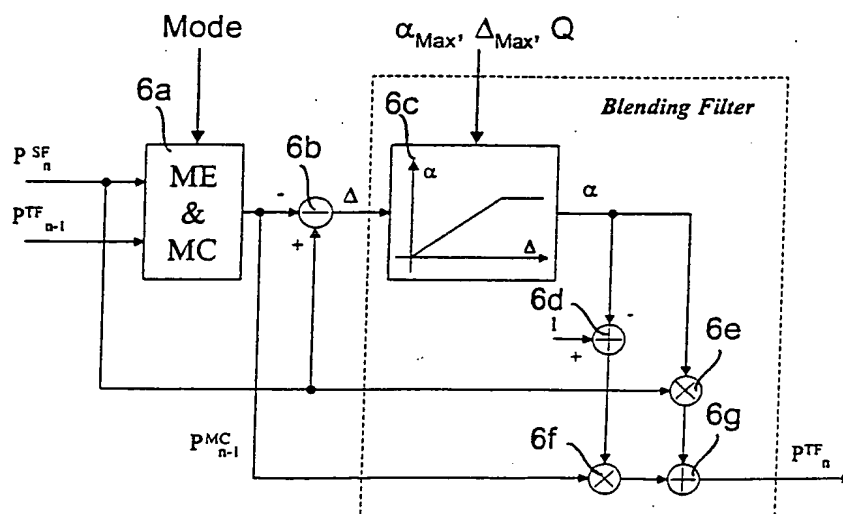 Mode
α_Max, Δ_Max, Q
6a
6c
Blending Filter
6b
P^SF_n
ME
&
MC
-
Δ
α
Δ
α
P^TF_n-1
+
6d
-
1
+
6e
P^MC_n-1
6f
6g
P^TF_n